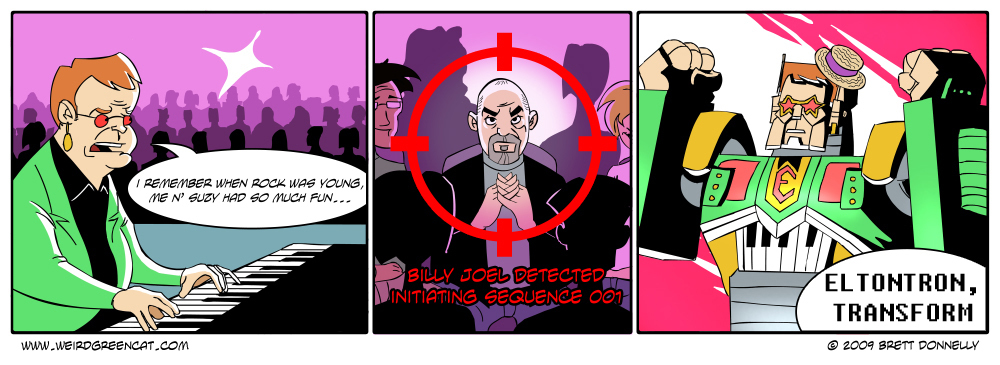 I REMEMBER WHEN ROCK WAS YOUNG,
ME N' SUZY HAD SO MUCH FUN...
BILLY JOEL DETECTED
INITIATING SEQUENCE 001
E
ELTONTRON,
TRANSFORM
WWW.WEIRDGREENCAT.COM
© 2009 BRETT DONNELLY